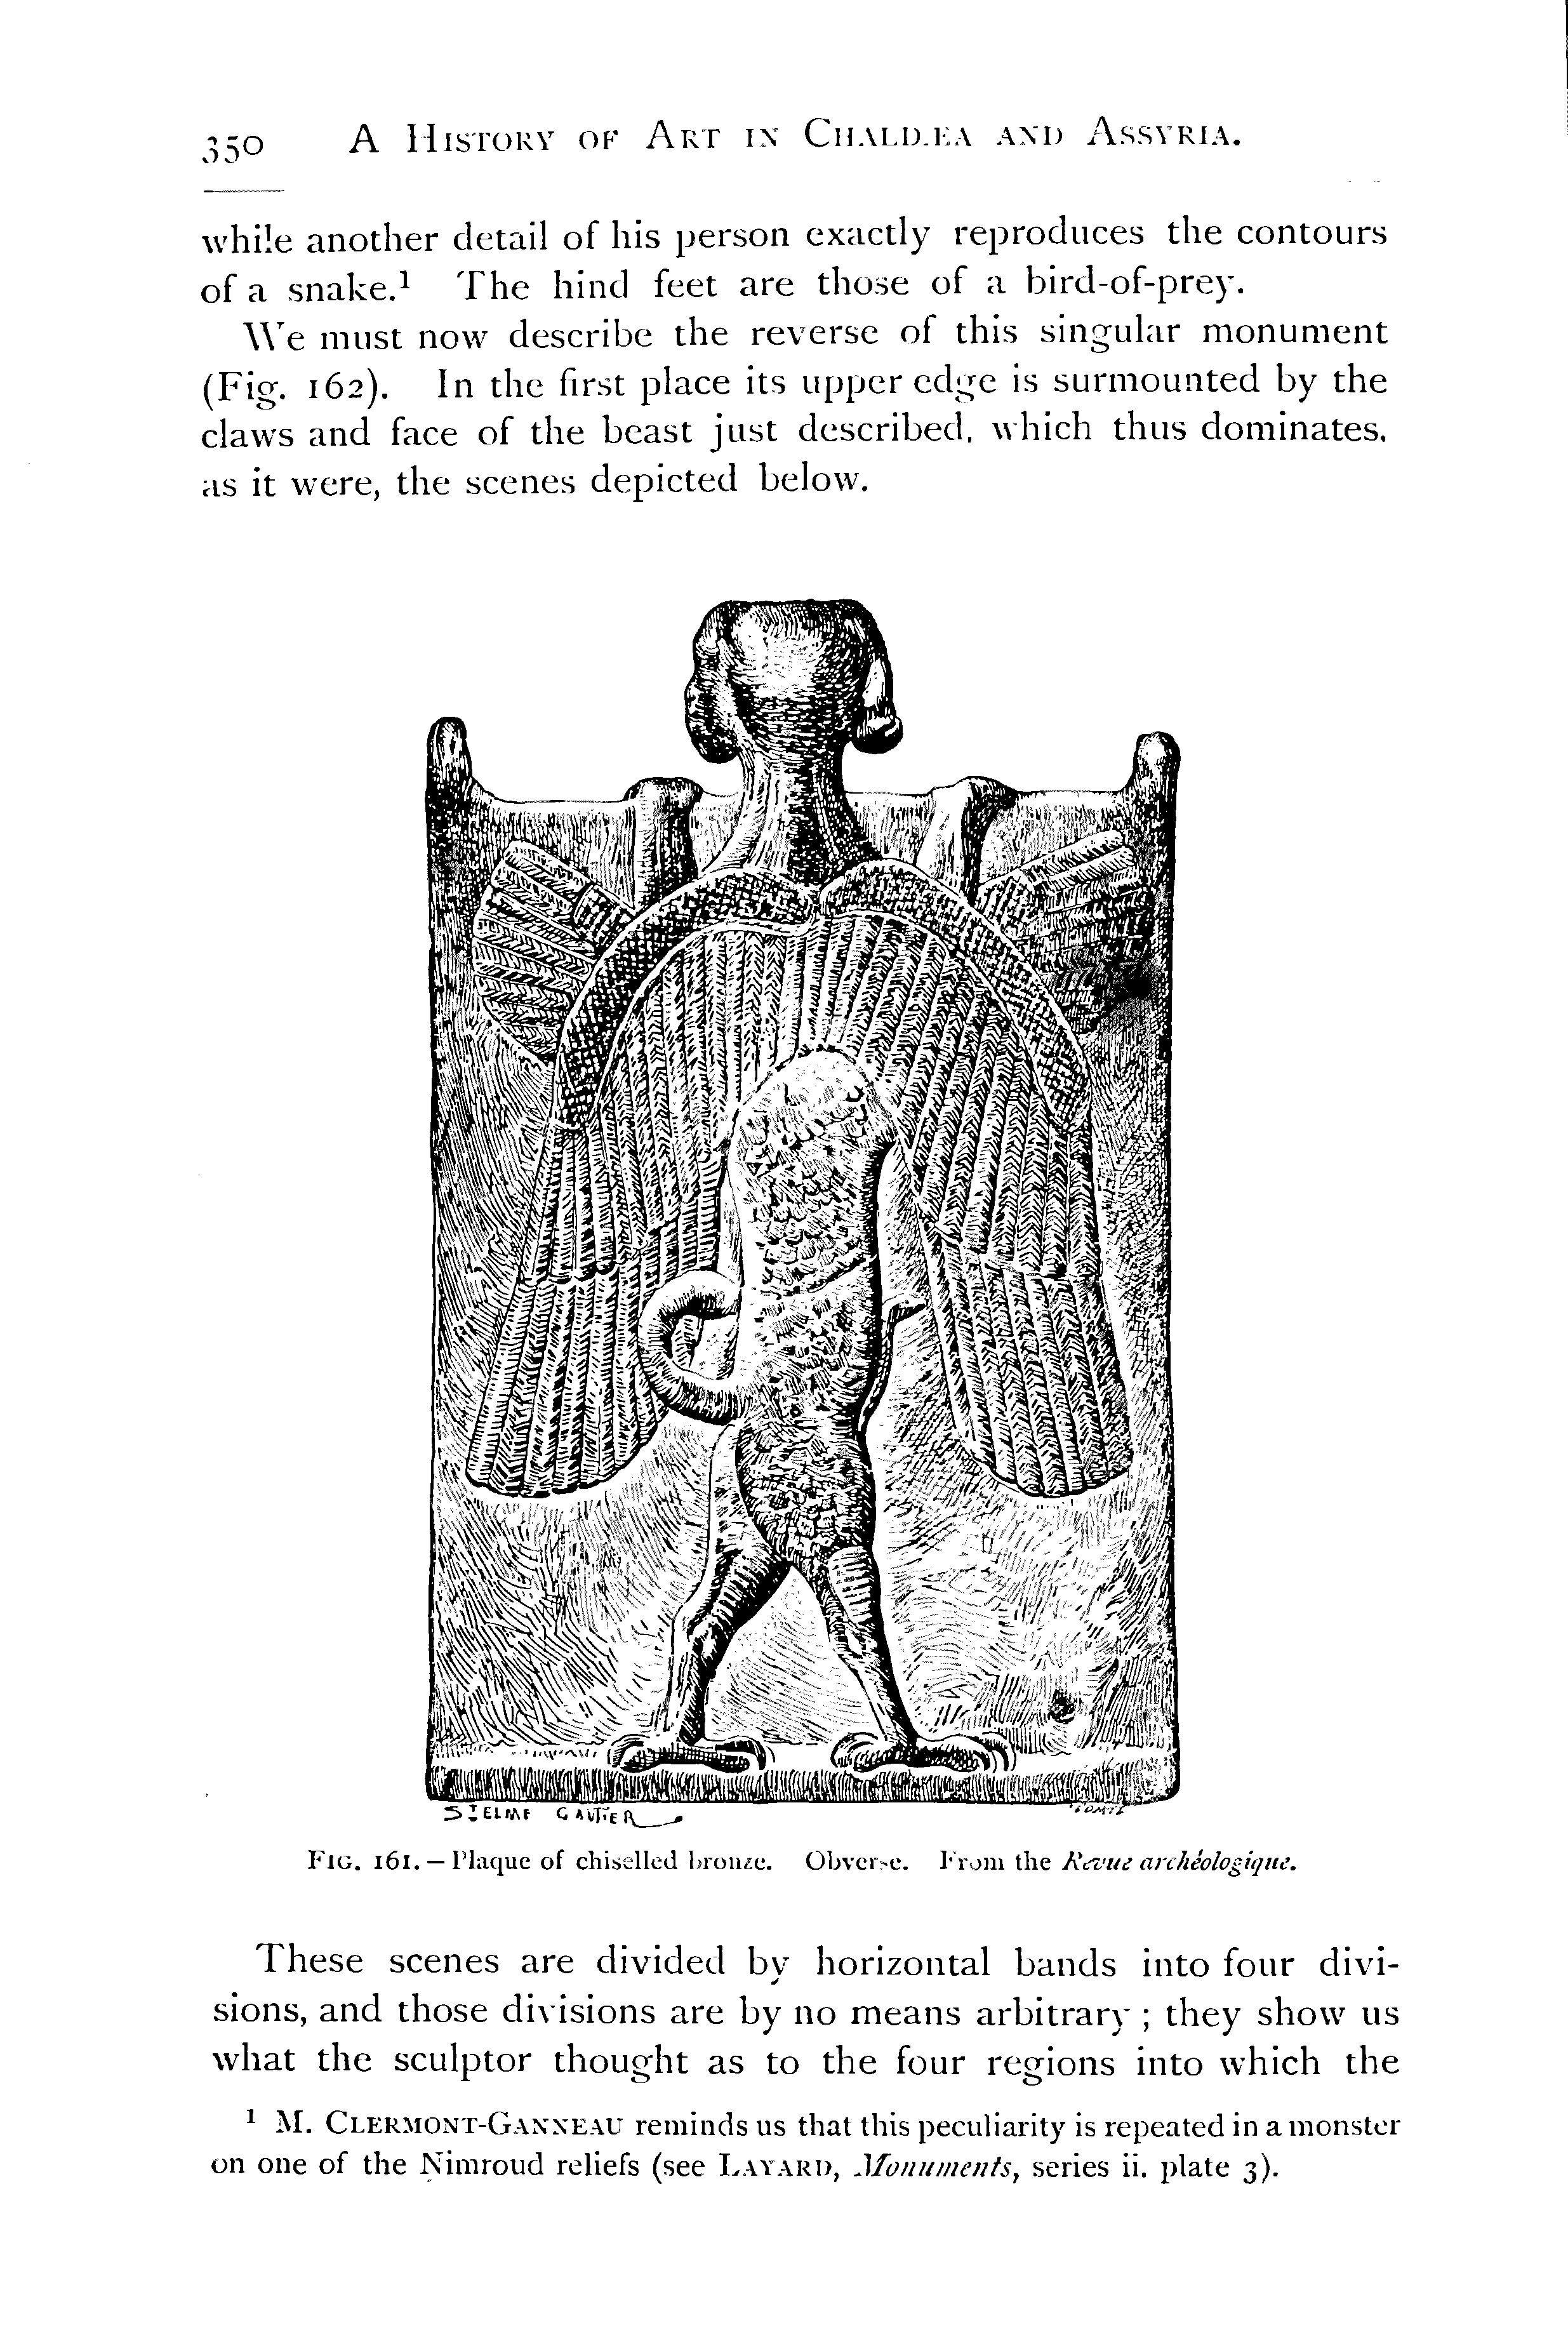 350 A HISTORY OF ART IN CHALDÆA AND ASSYRIA.
while another detail of his person exactly reproduces the contours
of a snake.¹ The hind feet are those of a bird-of-prey.
We must now describe the reverse of this singular monument
(Fig. 162). In the first place its upper edge is surmounted by the
claws and face of the beast just described, which thus dominates,
as it were, the scenes depicted below.
GAUTIER
FIG. 161.—Plaque of chiselled bronze. Obverse. From the Revue archéologique.
These scenes are divided by horizontal bands into four divi-
sions, and those divisions are by no means arbitrary; they show us
what the sculptor thought as to the four regions into which the
¹ M. CLERMONT-GANNEAU reminds us that this peculiarity is repeated in a monster
on one of the Nimroud reliefs (see LAYARD, Monuments, series ii. plate 3).